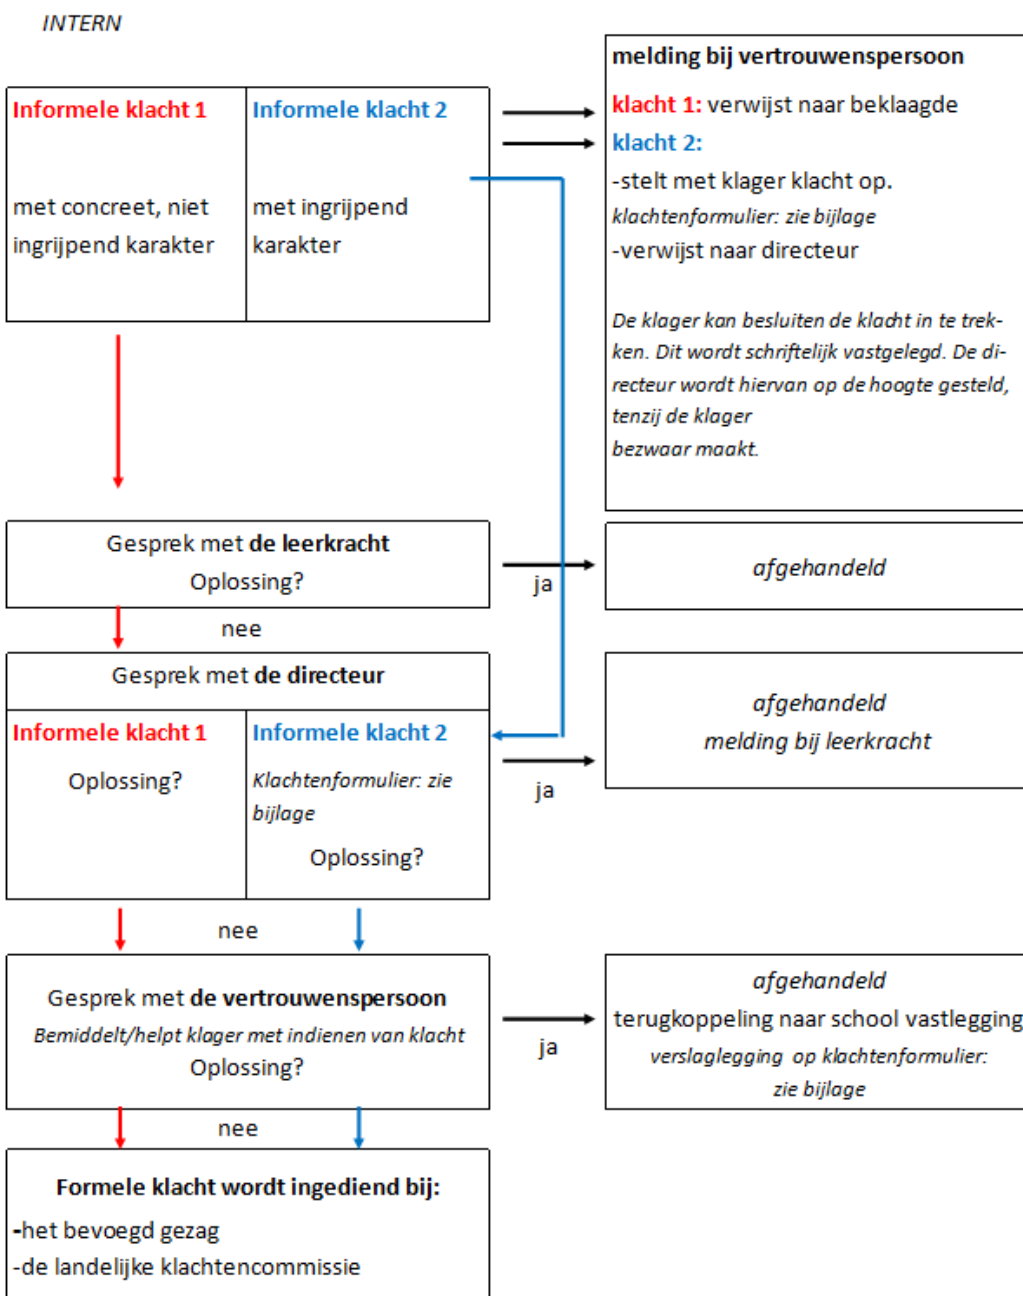 INTERN
Informele klacht 1
met concreet, niet
ingrijpend karakter
Informele klacht 2
met ingrijpend
karakter
melding bij vertrouwenspersoon
klacht 1: verwijst naar beklaagde
klacht 2:
-stelt met klager klacht op.
klachtenformulier: zie bijlage
-verwijst naar directeur
De klager kan besluiten de klacht in te trek-
ken. Dit wordt schriftelijk vastgelegd. De di-
recteur wordt hiervan op de hoogte gesteld,
tenzij de klager
bezwaar maakt.
Gesprek met de leerkracht
Oplossing?
ja
afgehandeld
nee
Gesprek met de directeur
Informele klacht 1
Oplossing?
Informele klacht 2
Klachtenformulier: zie
bijlage
Oplossing?
ja
afgehandeld
melding bij leerkracht
nee
Gesprek met de vertrouwenspersoon
Bemiddelt/helpt klager met indienen van klacht
Oplossing?
ja
afgehandeld
terugkoppeling naar school vastlegging
verslaglegging op klachtenformulier:
zie bijlage
nee
Formele klacht wordt ingediend bij:
-het bevoegd gezag
-de landelijke klachtencommissie